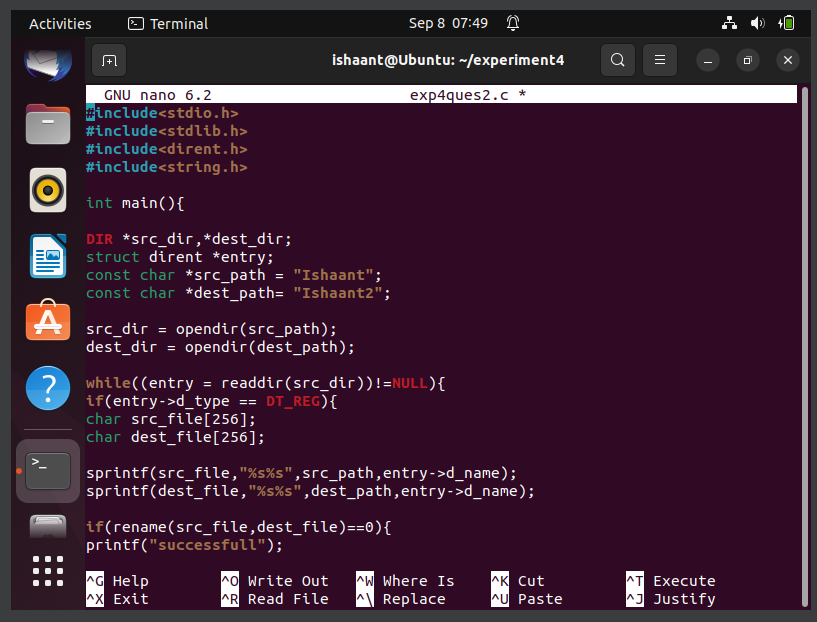 Activities Terminal Sep 8 07:49
ishaant@Ubuntu: ~/experiment4
GNU nano 6.2 exp4ques2.c *
#include<stdio.h>
#include<stdlib.h>
#include<dirent.h>
#include<string.h>
int main(){
DIR *src_dir,*dest_dir;
struct dirent *entry;
const char *src_path = "Ishaant";
const char *dest_path= "Ishaant2";
src_dir = opendir(src_path);
dest_dir = opendir(dest_path);
while((entry = readdir(src_dir))!=NULL){
if(entry->d_type == DT_REG){
char src_file[256];
char dest_file[256];
sprintf(src_file,"%s%s",src_path,entry->d_name);
sprintf(dest_file,"%s%s",dest_path,entry->d_name);
if(rename(src_file,dest_file)==0){
printf("successfull");
^G Help ^O Write Out ^W Where Is ^K Cut ^T Execute
^X Exit ^R Read File ^\ Replace ^U Paste ^J Justify